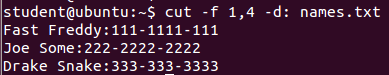 student@ubuntu:~$ cut -f 1,4 -d: names.txt
Fast Freddy:111-1111-111
Joe Some:222-2222-2222
Drake Snake:333-333-3333